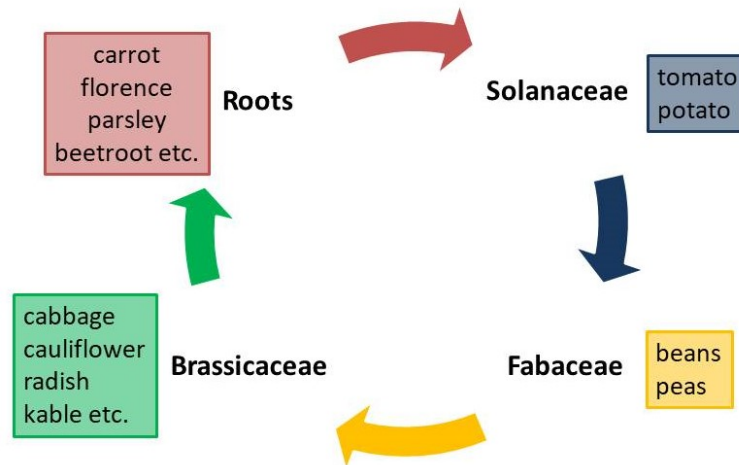 carrot
florence
parsley
beetroot etc.
Roots
Solanaceae
tomato
potato
cabbage
cauliflower
radish
kable etc.
Brassicaceae
Fabaceae
beans
peas